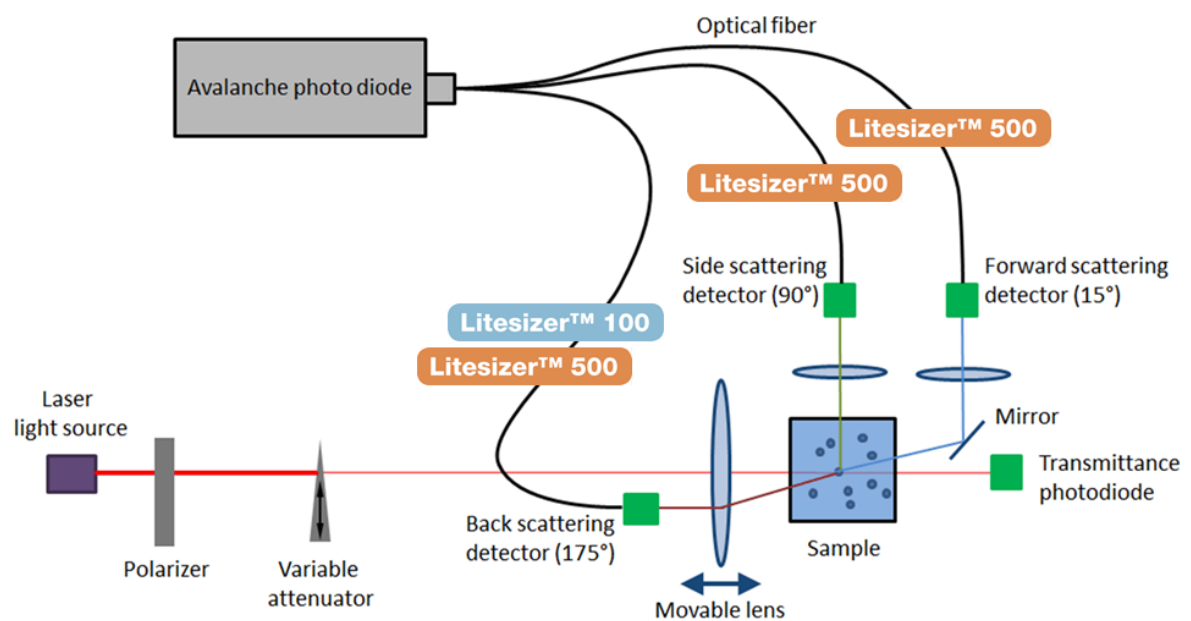 Optical fiber
Avalanche photo diode
Litesizer™ 500
Litesizer™ 500
Side scattering
detector (90°)
Forward scattering
detector (15°)
Litesizer™ 100
Litesizer™ 500
Laser
light source
Mirror
Transmittance
photodiode
Back scattering
detector (175°)
Sample
Polarizer
Variable
attenuator
Movable lens